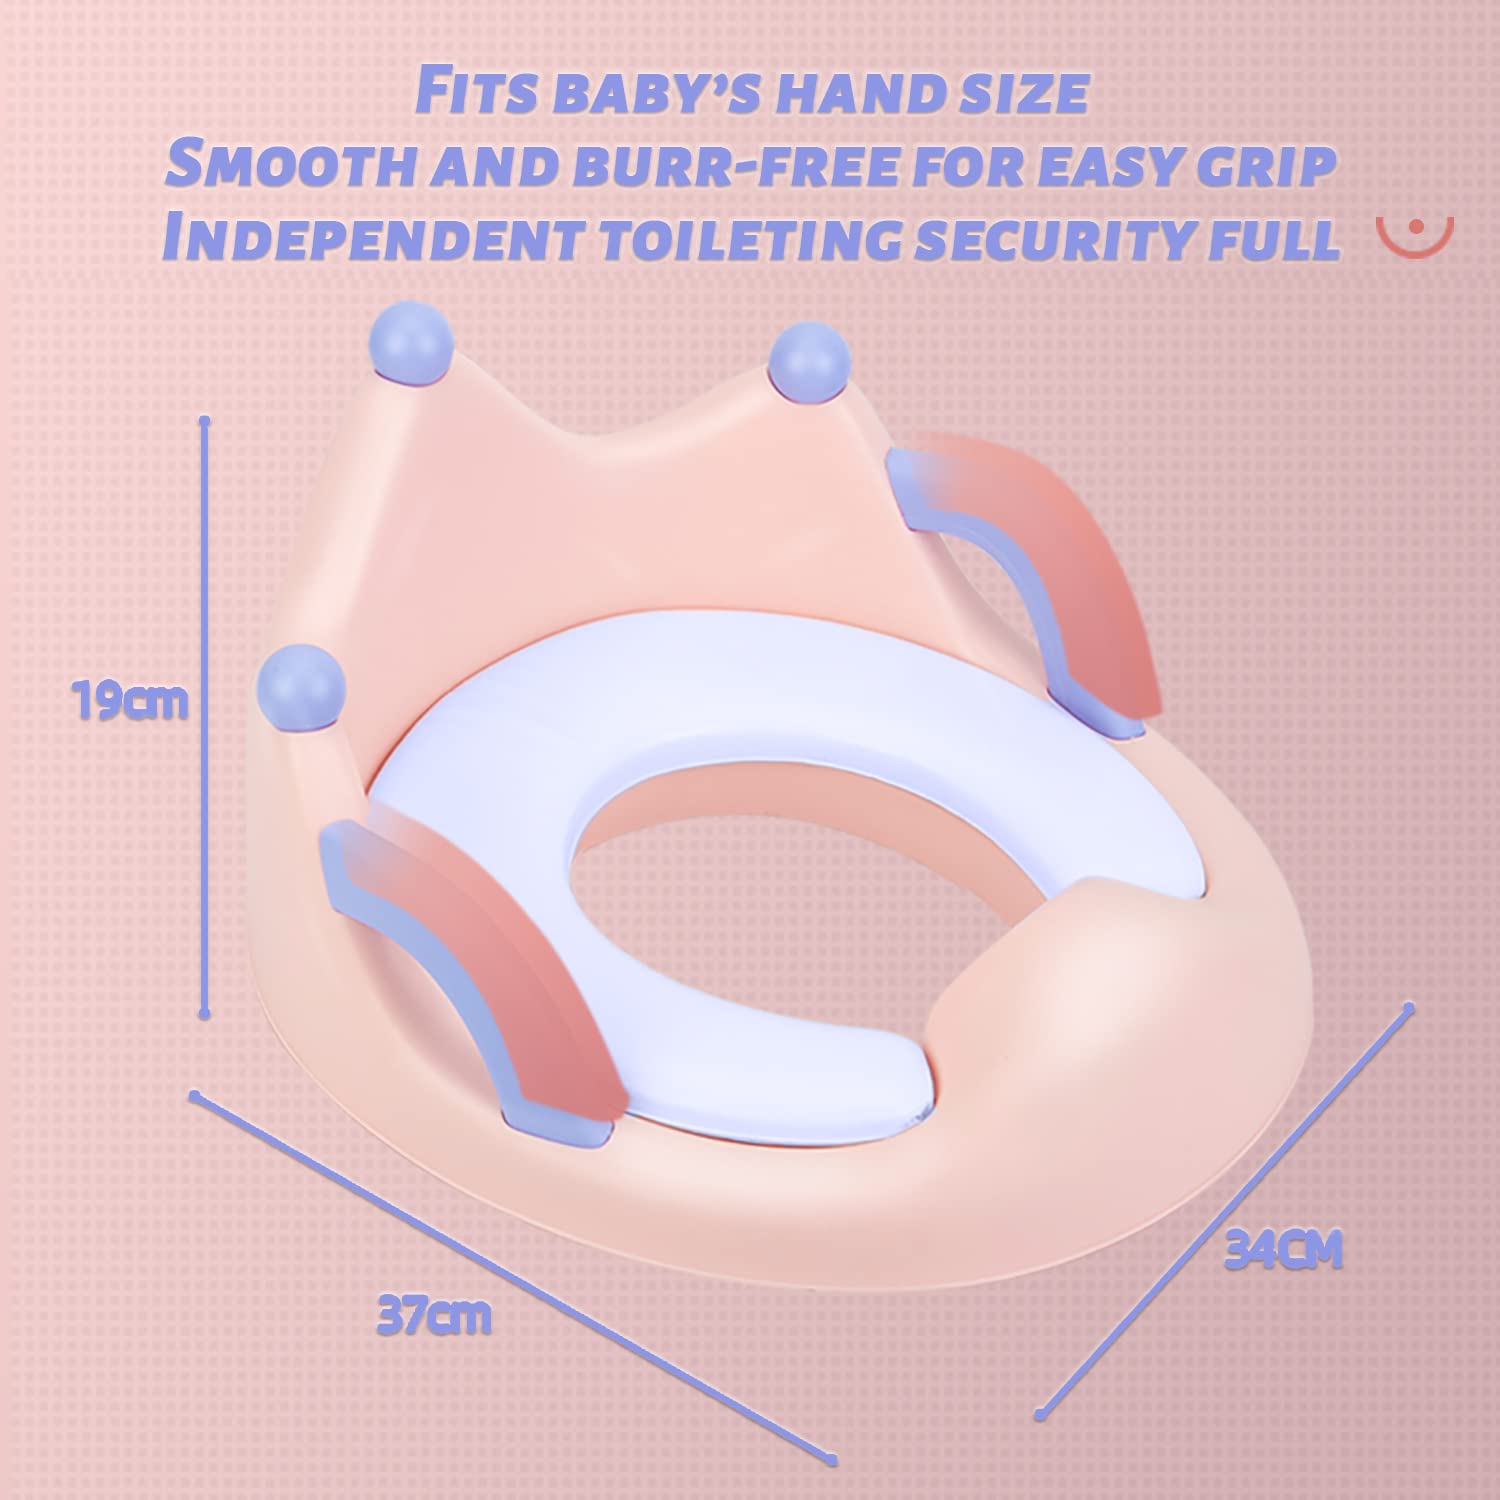 Fits baby's hand size
Smooth and burr-free for easy grip
Independent toileting security full
19cm
37cm
34CM